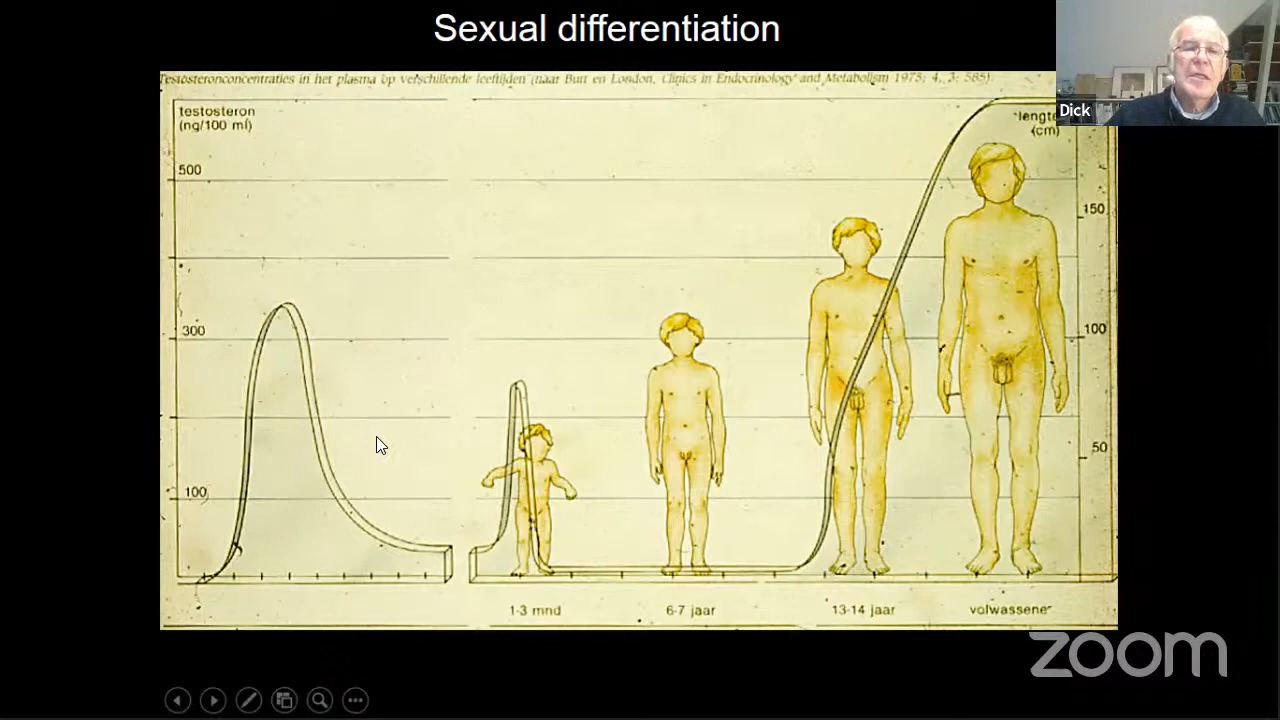 Sexual differentiation
Testosteronconcentraties in het plasma op verschillende leeftijden (naar Burt en London, Clinics in Endocrinology and Metabolism 1975; 4, 3: 585).
Dick
testosteron
(ng/100 ml)
lengte
(cm)
500
150
300
100
50
100
1-3 mnd
6-7 jaar
13-14 jaar
volwassene
zoom